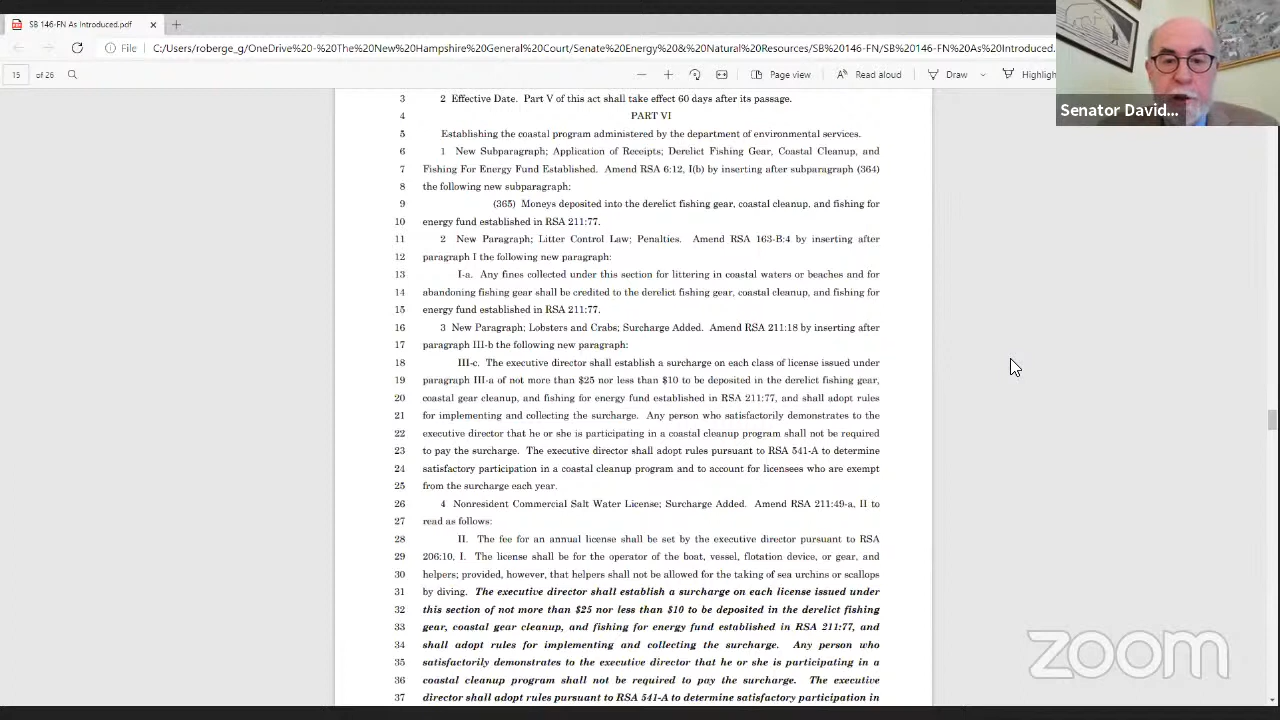 SB 146-FN As Introduced.pdf
File
C:/Users/roberge_g/OneDrive%20-%20The%20New%20Hampshire%20General%20Court/Senate%20Energy%20&%20Natural%20Resources/SB%20146-FN/SB%20146-FN%20As%20Introduced.
15 of 26
Page view
Read aloud
Draw
Highligh
Senator David...
3 2 Effective Date. Part V of this act shall take effect 60 days after its passage.
4 PART VI
5 Establishing the coastal program administered by the department of environmental services.
6 1 New Subparagraph; Application of Receipts; Derelict Fishing Gear, Coastal Cleanup, and
7 Fishing For Energy Fund Established. Amend RSA 6:12, I(b) by inserting after subparagraph (364)
8 the following new subparagraph:
9 (365) Moneys deposited into the derelict fishing gear, coastal cleanup, and fishing for
10 energy fund established in RSA 211:77.
11 2 New Paragraph; Litter Control Law; Penalties. Amend RSA 163-B:4 by inserting after
12 paragraph I the following new paragraph:
13 I-a. Any fines collected under this section for littering in coastal waters or beaches and for
14 abandoning fishing gear shall be credited to the derelict fishing gear, coastal cleanup, and fishing for
15 energy fund established in RSA 211:77.
16 3 New Paragraph; Lobsters and Crabs; Surcharge Added. Amend RSA 211:18 by inserting after
17 paragraph III-b the following new paragraph:
18 III-c. The executive director shall establish a surcharge on each class of license issued under
19 paragraph III-a of not more than $25 nor less than $10 to be deposited in the derelict fishing gear,
20 coastal gear cleanup, and fishing for energy fund established in RSA 211:77, and shall adopt rules
21 for implementing and collecting the surcharge. Any person who satisfactorily demonstrates to the
22 executive director that he or she is participating in a coastal cleanup program shall not be required
23 to pay the surcharge. The executive director shall adopt rules pursuant to RSA 541-A to determine
24 satisfactory participation in a coastal cleanup program and to account for licensees who are exempt
25 from the surcharge each year.
26 4 Nonresident Commercial Salt Water License; Surcharge Added. Amend RSA 211:49-a, II to
27 read as follows:
28 II. The fee for an annual license shall be set by the executive director pursuant to RSA
29 206:10, I. The license shall be for the operator of the boat, vessel, flotation device, or gear, and
30 helpers; provided, however, that helpers shall not be allowed for the taking of sea urchins or scallops
31 by diving. The executive director shall establish a surcharge on each license issued under
32 this section of not more than $25 nor less than $10 to be deposited in the derelict fishing
33 gear, coastal gear cleanup, and fishing for energy fund established in RSA 211:77, and
34 shall adopt rules for implementing and collecting the surcharge. Any person who
35 satisfactorily demonstrates to the executive director that he or she is participating in a
36 coastal cleanup program shall not be required to pay the surcharge. The executive
37 director shall adopt rules pursuant to RSA 541-A to determine satisfactory participation in
zoom